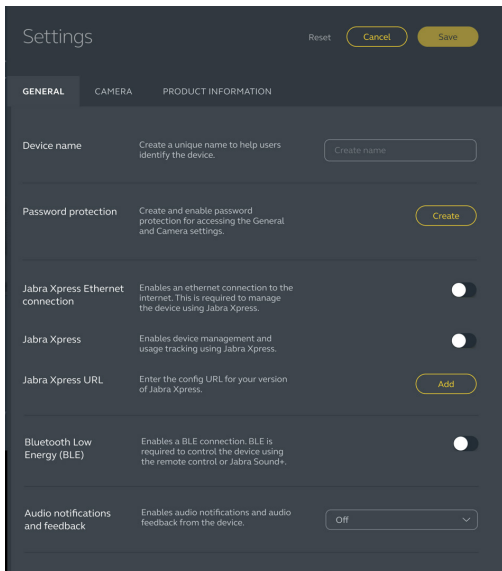 Settings
Reset
Cancel
Save
GENERAL
CAMERA
PRODUCT INFORMATION
Device name
Create a unique name to help users
identify the device.
Create name
Password protection
Create and enable password
protection for accessing the General
and Camera settings.
Create
Jabra Xpress Ethernet
connection
Enables an ethernet connection to the
internet. This is required to manage
the device using Jabra Xpress.
Jabra Xpress
Enables device management and
usage tracking using Jabra Xpress.
Jabra Xpress URL
Enter the config URL for your version
of Jabra Xpress.
Add
Bluetooth Low
Energy (BLE)
Enables a BLE connection. BLE is
required to control the device using
the remote control or Jabra Sound+.
Audio notifications
and feedback
Enables audio notifications and audio
feedback from the device.
Off